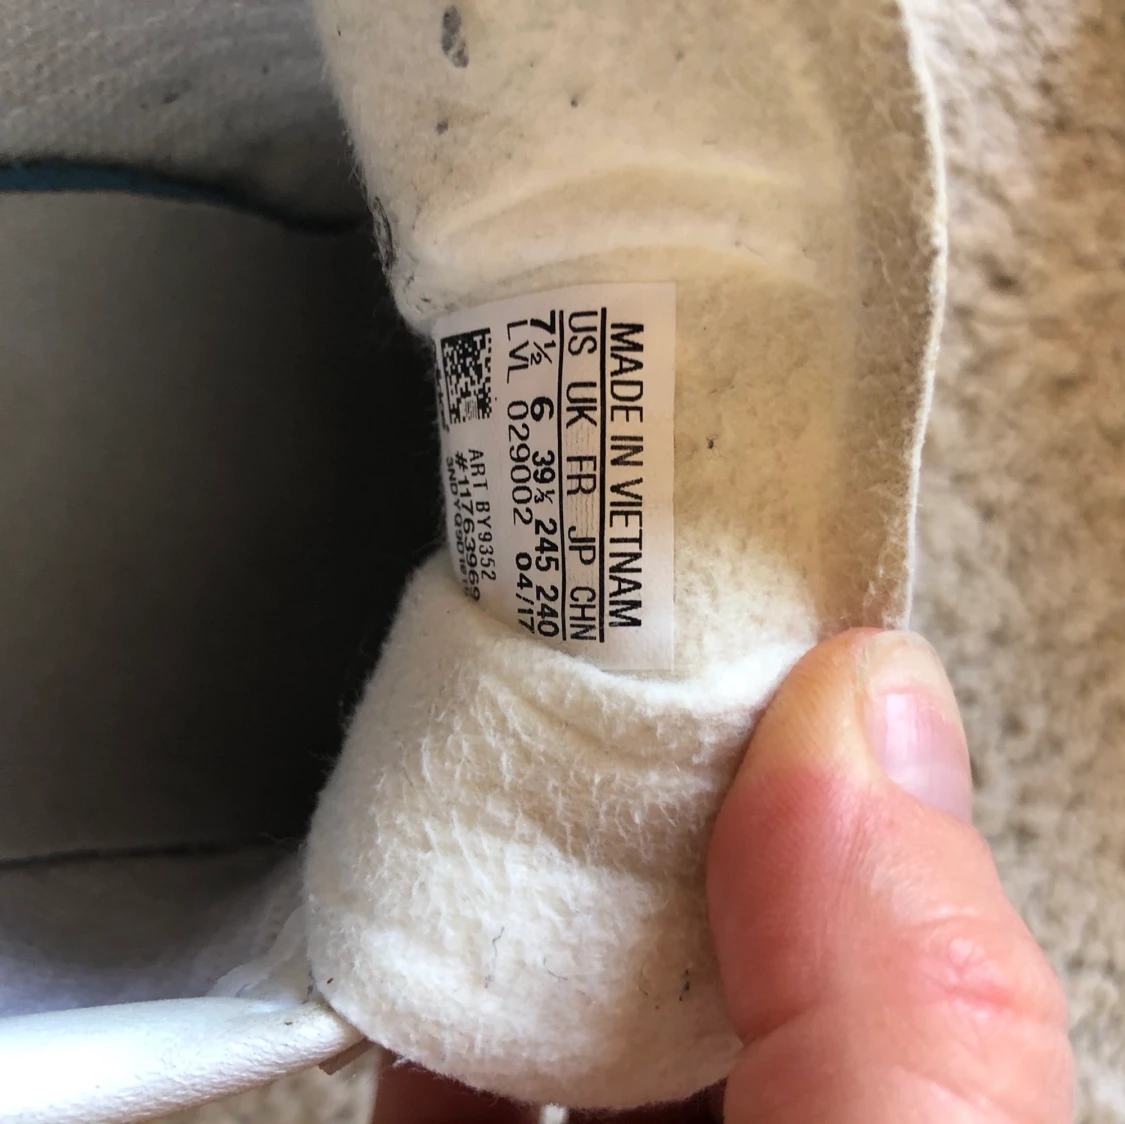 MADE IN VIETNAM
US UK FR JP CHN
7½ 6 39⅓ 245 240
LVL 029002 04/17
ART BY9352
#11763969